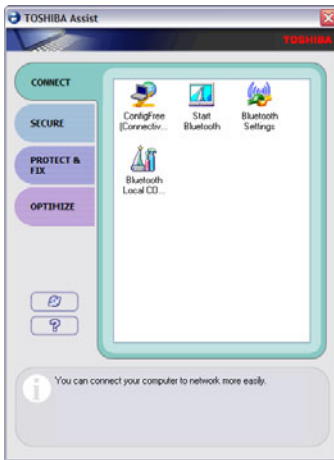 TOSHIBA Assist
TOSHIBA
CONNECT
SECURE
PROTECT &
FIX
OPTIMIZE
ConfigFree
(Connectiv...
Start
Bluetooth
Bluetooth
Settings
Bluetooth
Local CO...
?
i
You can connect your computer to network more easily.